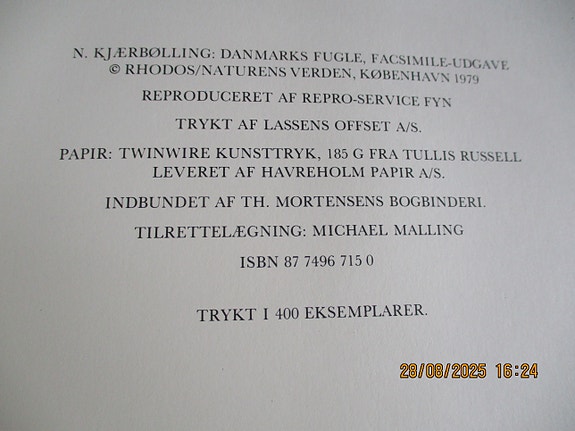 N. KJÆRBØLLING: DANMARKS FUGLE, FACSIMILE-UDGAVE
© RHODOS/NATURENS VERDEN, KØBENHAVN 1979
REPRODUCERET AF REPRO-SERVICE FYN
TRYKT AF LASSENS OFFSET A/S.
PAPIR: TWINWIRE KUNSTTRYK, 185 G FRA TULLIS RUSSELL
LEVERET AF HAVREHOLM PAPIR A/S.
INDBUNDET AF TH. MORTENSENS BOGBINDERI.
TILRETTELÆGNING: MICHAEL MALLING
ISBN 87 7496 715 0
TRYKT I 400 EKSEMPLARER.
28/08/2025 16:24